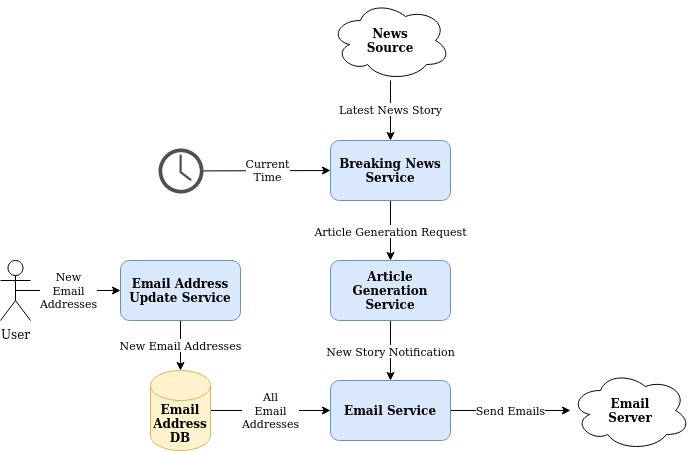 News
Source
Latest News Story
Current
Time
Breaking News
Service
Article Generation Request
New
Email
Addresses
User
Email Address
Update Service
Article
Generation
Service
New Email Addresses
New Story Notification
Email
Address
DB
All
Email
Addresses
Email Service
Send Emails
Email
Server